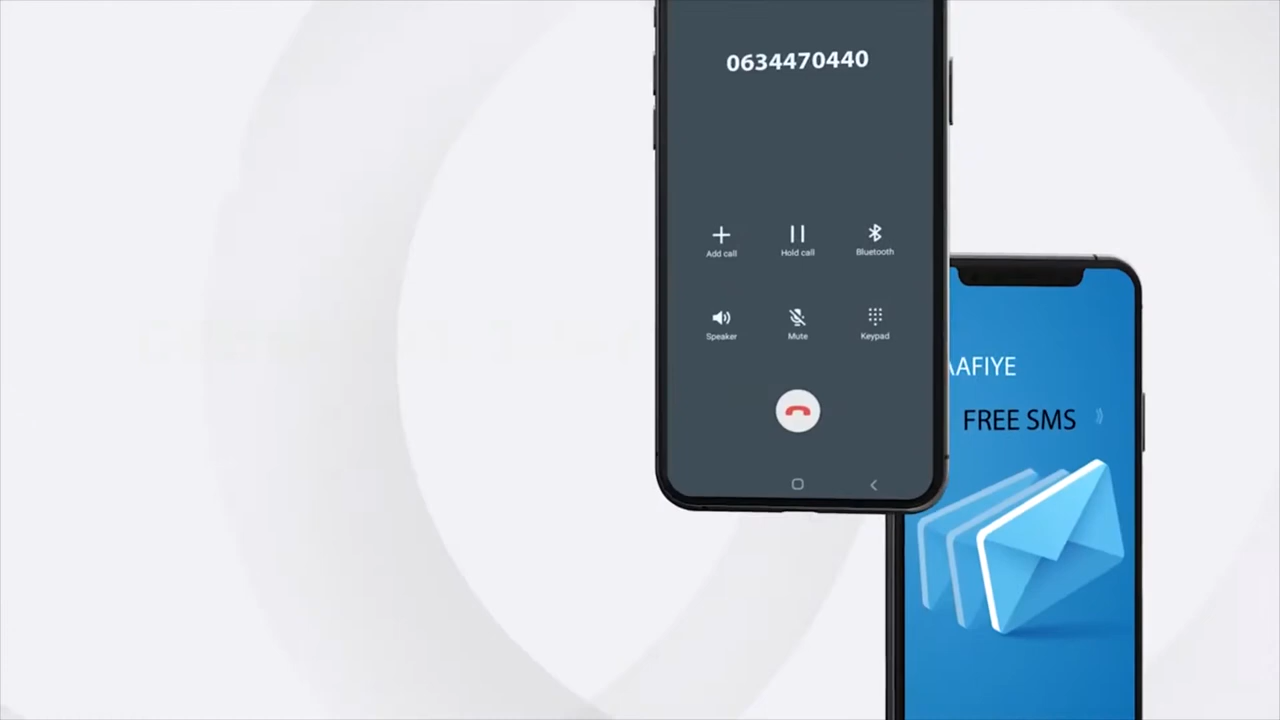 0634470440
Add call
Hold call
Bluetooth
Speaker
Mute
Keypad
AAFIYE
FREE SMS